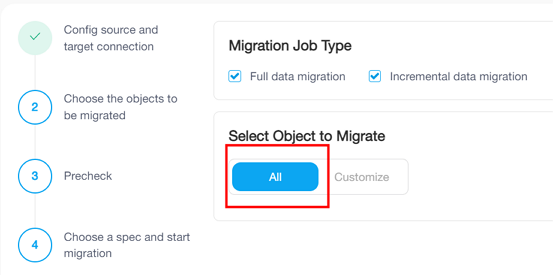 Config source and
target connection
2
Choose the objects to
be migrated
3
Precheck
4
Choose a spec and start
migration
Migration Job Type
Full data migration
Incremental data migration
Select Object to Migrate
All
Customize